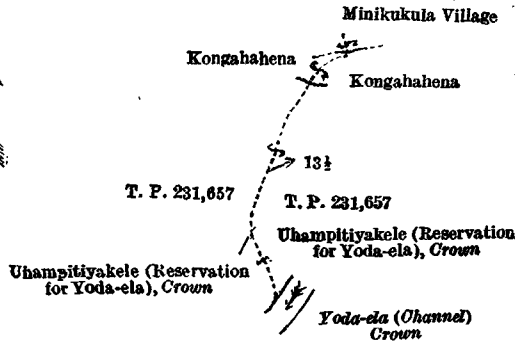 Minikukula Village
Kongahahena
Kongahahena
13½
T. P. 231,657
T. P. 231,657
Uhampitiyakele (Reservation
for Yoda-ela), Crown
Uhampitiyakele (Reservation
for Yoda-ela), Crown
Yoda-ela (Channel)
Crown